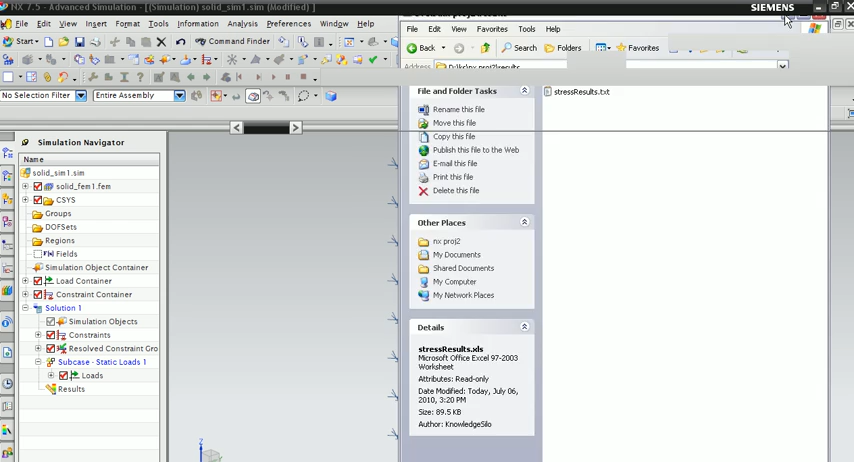 NX 7.5 - Advanced Simulation - [(Simulation) solid_sim1.sim (Modified) ]
SIEMENS
File Edit View Insert Format Tools Information Analysis Preferences Window Help
File Edit View Favorites Tools Help
Start
Command Finder
Back
Search
Folders
Favorites
Address
D:\kr\nx proj2\results
No Selection Filter
Entire Assembly
File and Folder Tasks
Rename this file
Move this file
Copy this file
Publish this file to the Web
E-mail this file
Print this file
Delete this file
stressResults.txt
Simulation Navigator
Name
solid_sim1.sim
solid_fem1.fem
CSYS
Groups
DOFSets
Regions
Fields
Simulation Object Container
Load Container
Constraint Container
Solution 1
Simulation Objects
Constraints
Resolved Constraint Gro
Subcase - Static Loads 1
Loads
Results
Other Places
nx proj2
My Documents
Shared Documents
My Computer
My Network Places
Details
stressResults.xls
Microsoft Office Excel 97-2003
Worksheet
Attributes: Read-only
Date Modified: Today, July 06,
2010, 3:20 PM
Size: 89.5 KB
Author: KnowledgeSilo
Z